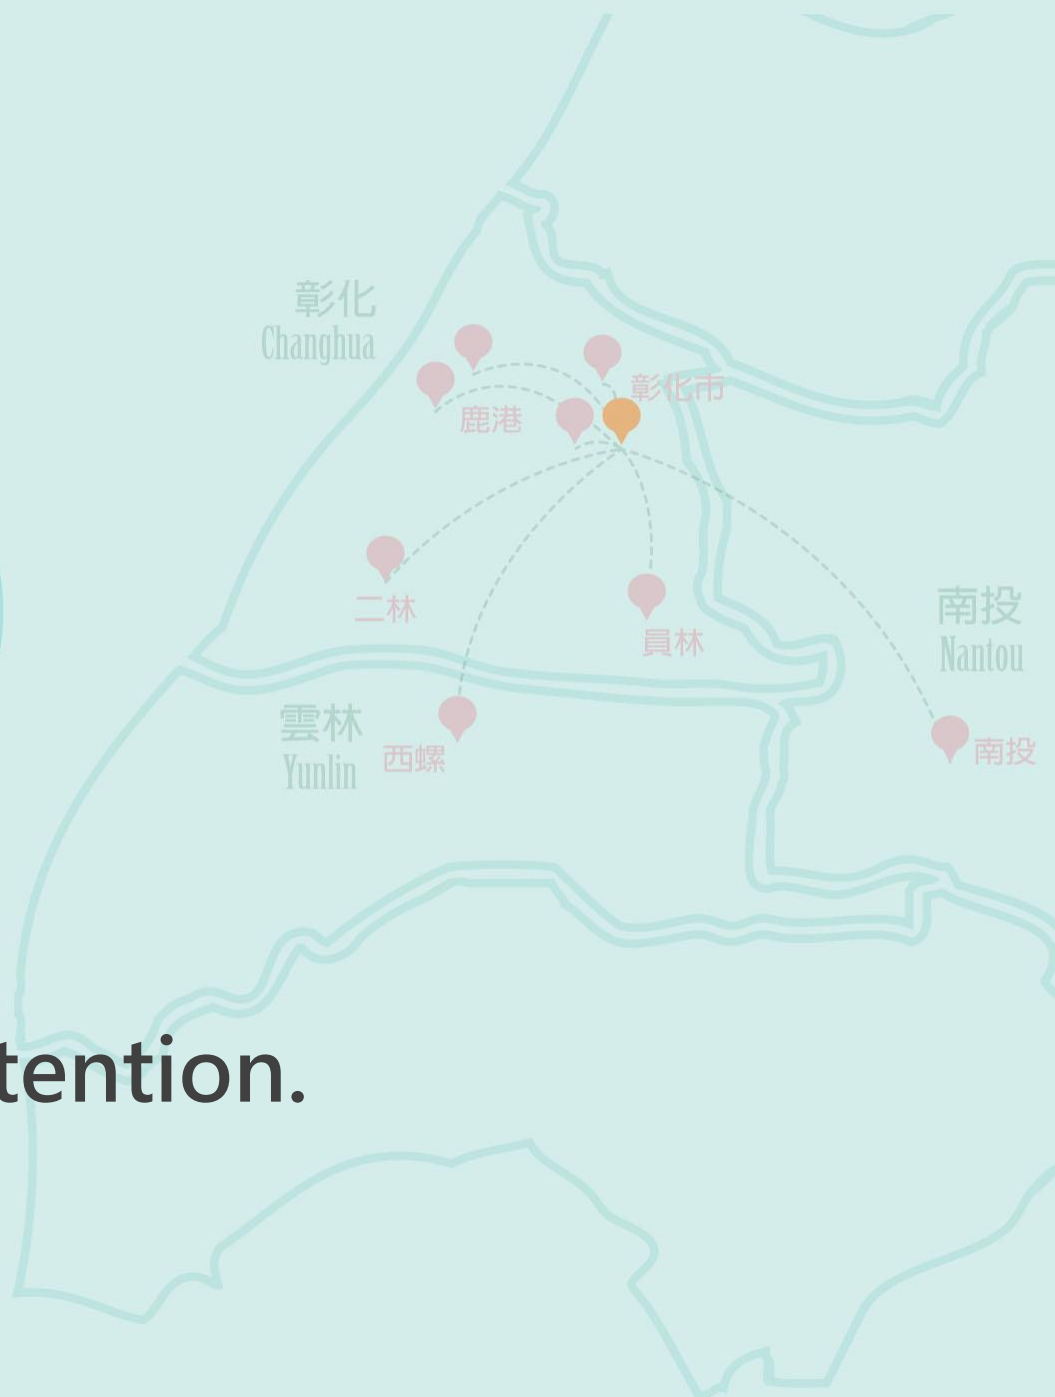 彰化
Changhua
彰化市
鹿港
二林
員林
南投
Nantou
雲林
Yunlin
西螺
南投
tention.